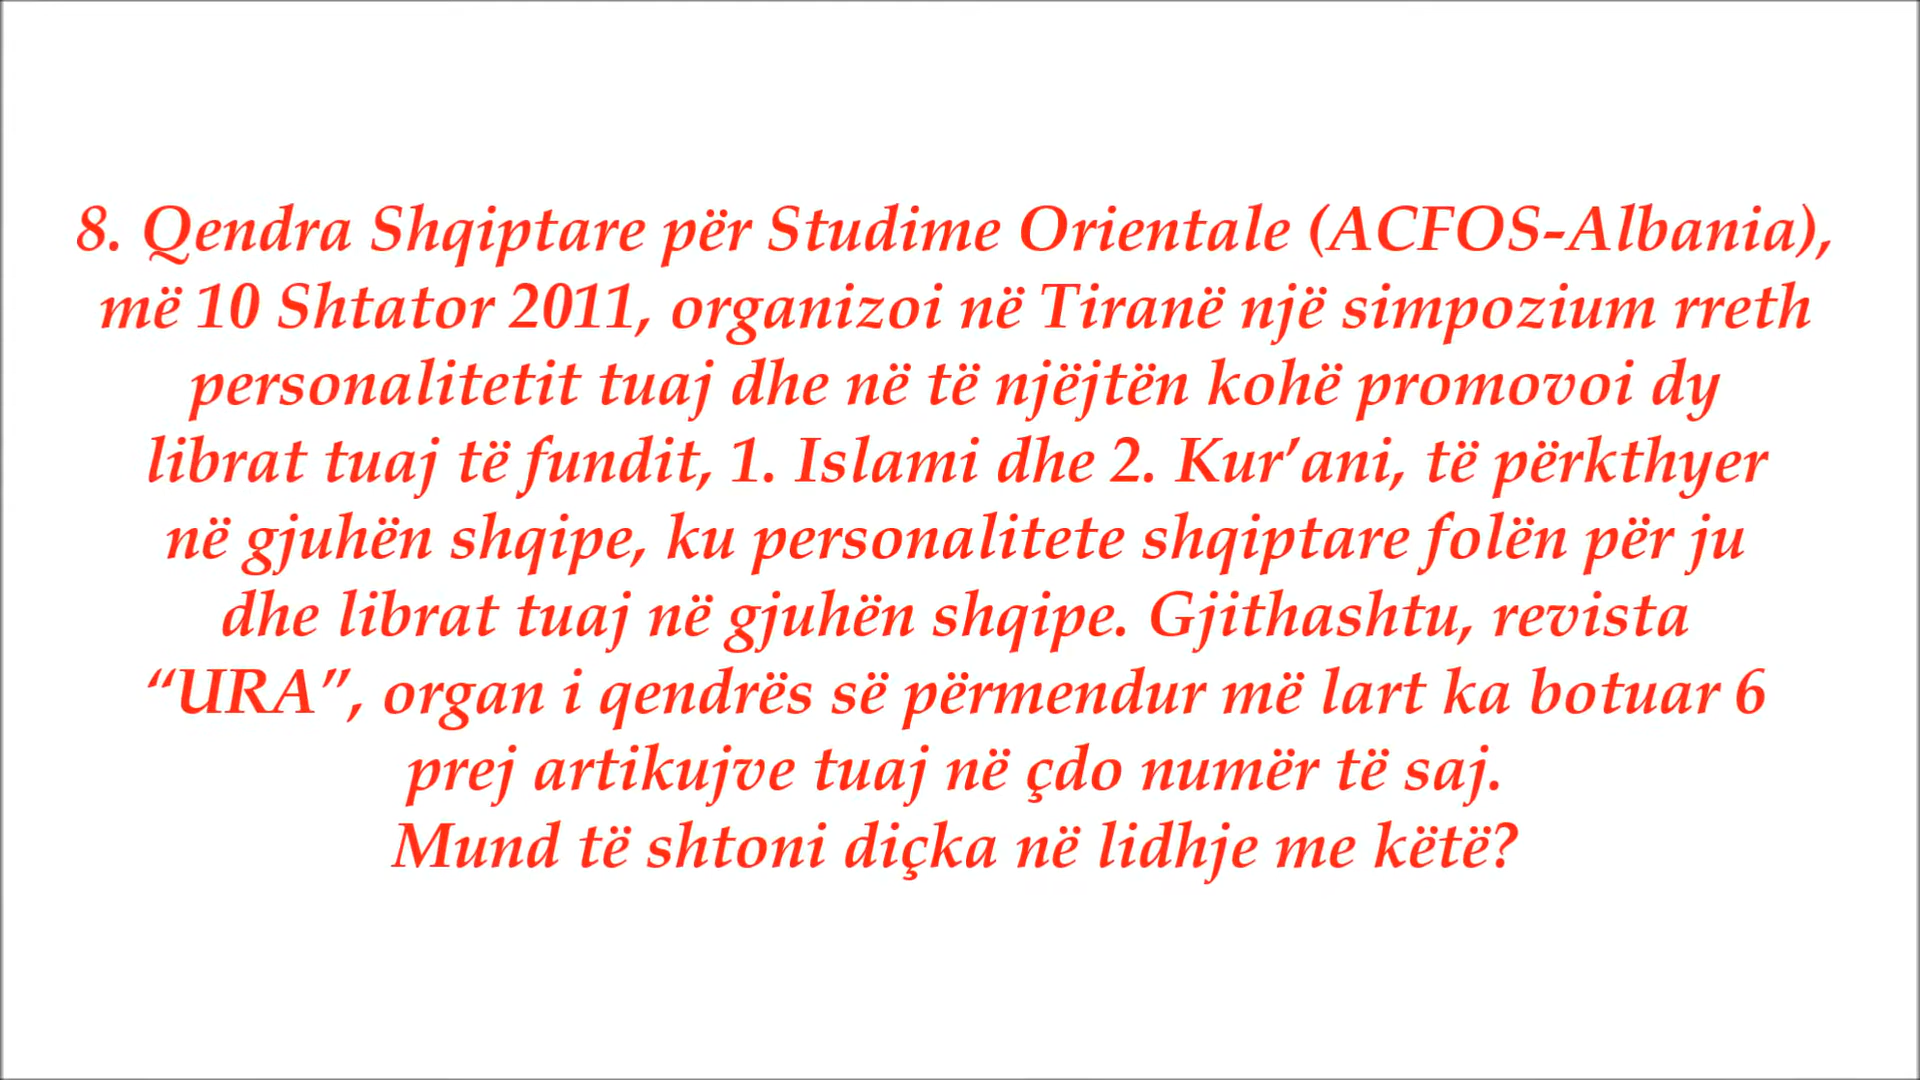 8. Qendra Shqiptare për Studime Orientale (ACFOS-Albania),
më 10 Shtator 2011, organizoi në Tiranë një simpozium rreth
personalitetit tuaj dhe në të njëjtën kohë promovoi dy
librat tuaj të fundit, 1. Islami dhe 2. Kur’ani, të përkthyer
në gjuhën shqipe, ku personalitete shqiptare folën për ju
dhe librat tuaj në gjuhën shqipe. Gjithashtu, revista
“URA”, organ i qendrës së përmendur më lart ka botuar 6
prej artikujve tuaj në çdo numër të saj.
Mund të shtoni diçka në lidhje me këtë?